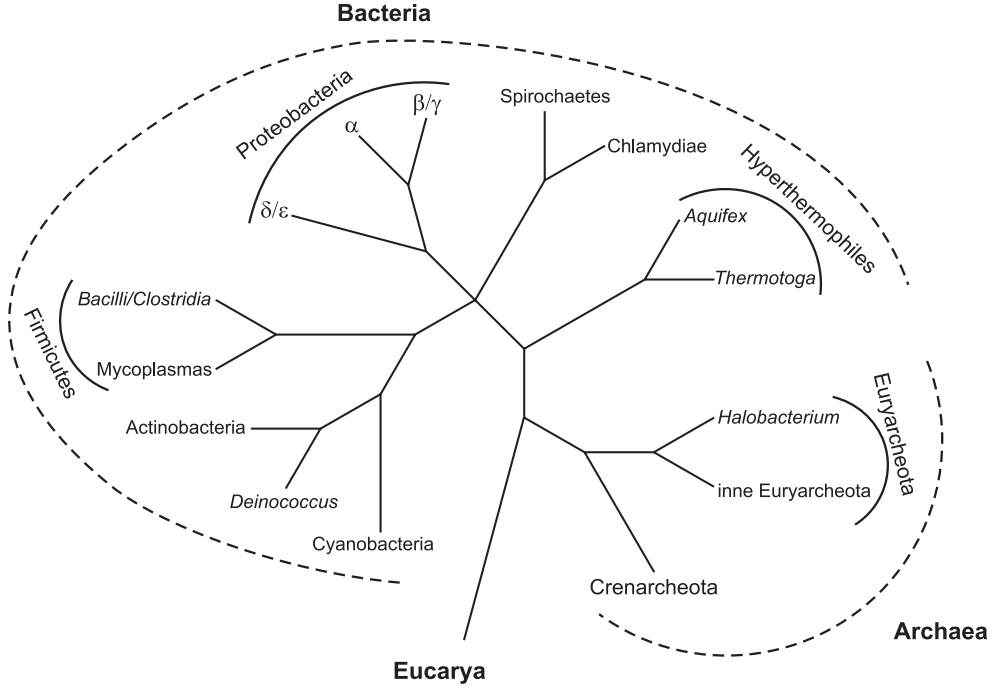 Bacteria
Proteobacteria
β/γ
α
δ/ε
Spirochaetes
Chlamydiae
Hyperthermophiles
Aquifex
Thermotoga
Bacilli/Clostridia
Firmicutes
Mycoplasmas
Actinobacteria
Deinococcus
Cyanobacteria
Euryarcheota
Halobacterium
inne Euryarcheota
Crenarcheota
Archaea
Eucarya